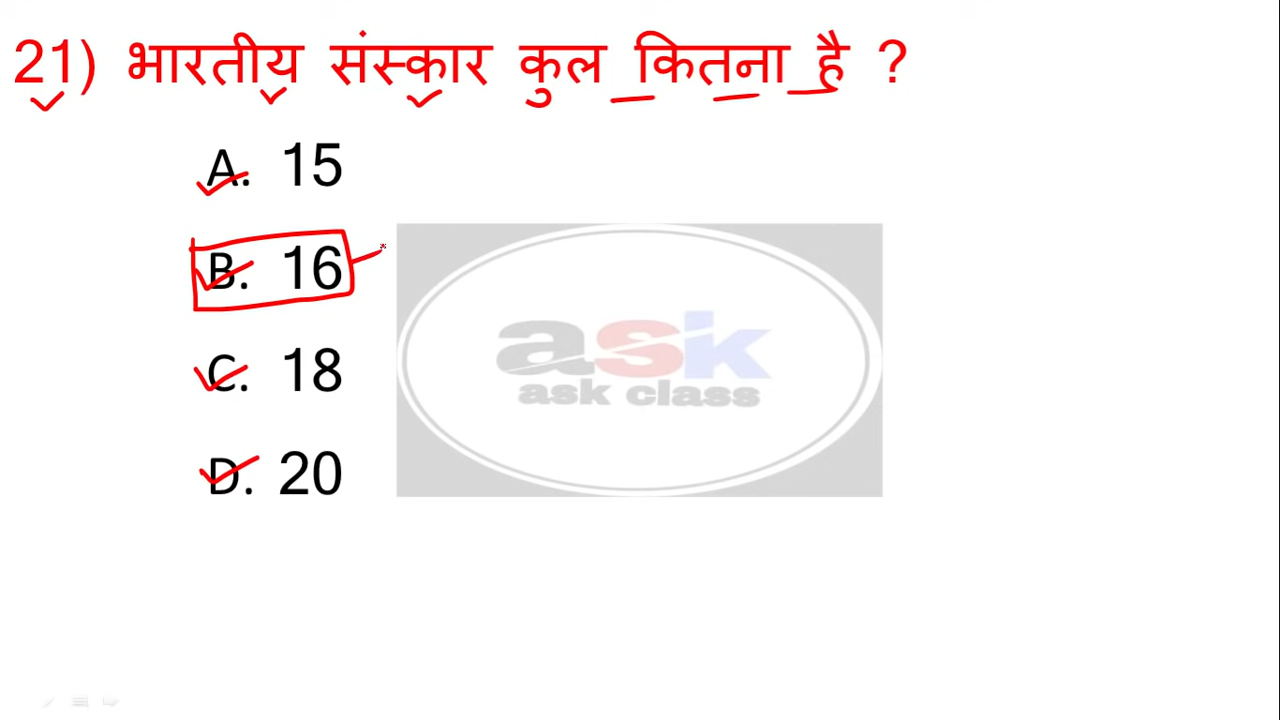 21) भारतीय संस्कार कुल कितना है ?
A. 15
B. 16
C. 18
D. 20
ask
ask class